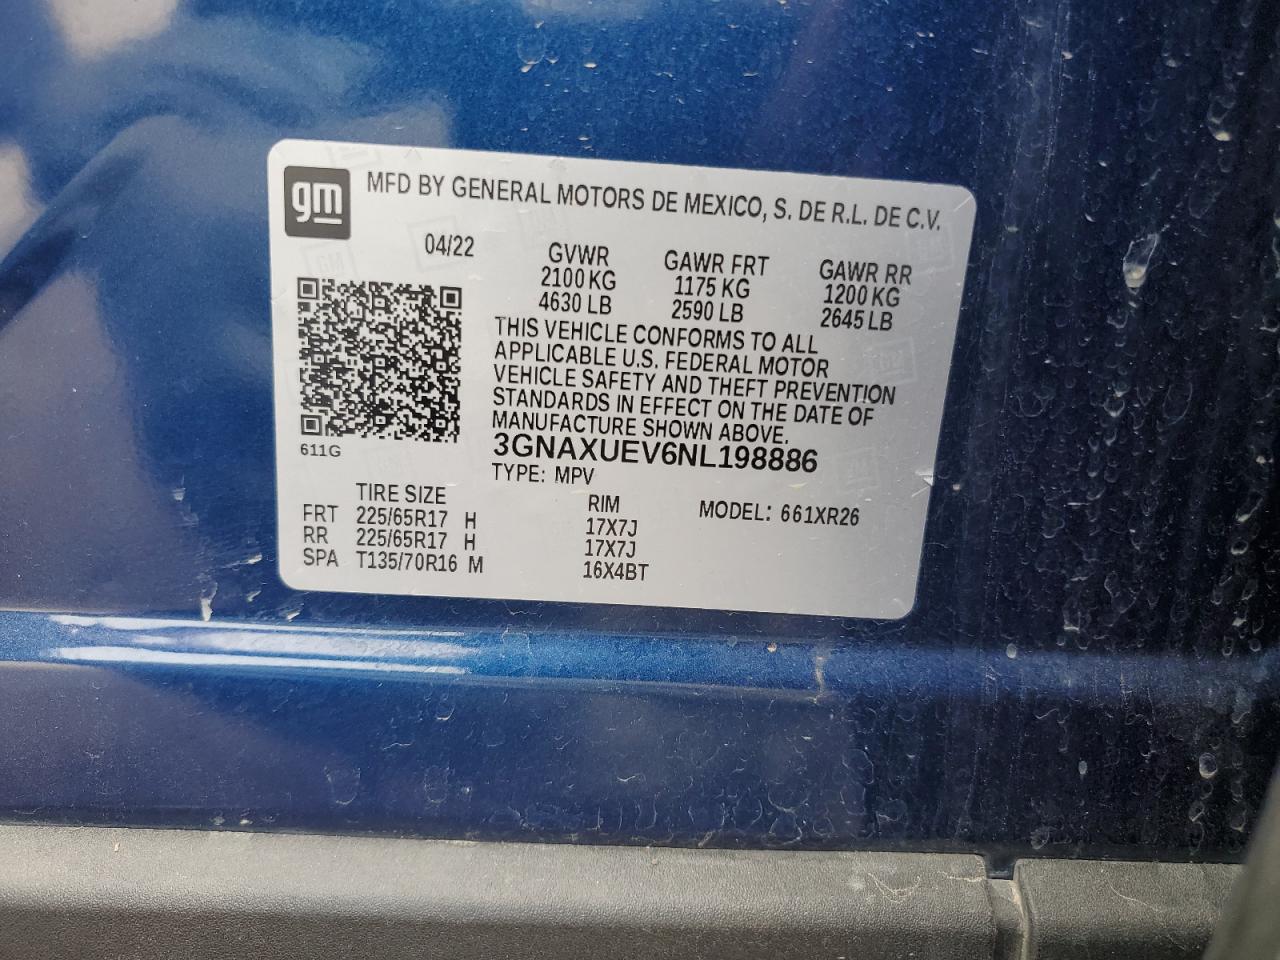 gm
MFD BY GENERAL MOTORS DE MEXICO, S. DE R.L. DE C.V.
04/22
GVWR
2100 KG
4630 LB
GAWR FRT
1175 KG
2590 LB
GAWR RR
1200 KG
2645 LB
THIS VEHICLE CONFORMS TO ALL
APPLICABLE U.S. FEDERAL MOTOR
VEHICLE SAFETY AND THEFT PREVENTION
STANDARDS IN EFFECT ON THE DATE OF
MANUFACTURE SHOWN ABOVE.
611G
3GNAXUEV6NL198886
TYPE: MPV
TIRE SIZE RIM MODEL: 661XR26
FRT 225/65R17 H 17X7J
RR 225/65R17 H 17X7J
SPA T135/70R16 M 16X4BT